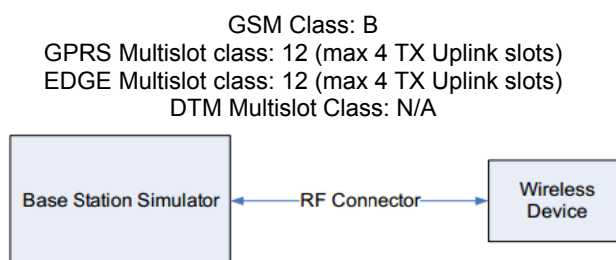 GSM Class: B
GPRS Multislot class: 12 (max 4 TX Uplink slots)
EDGE Multislot class: 12 (max 4 TX Uplink slots)
DTM Multislot Class: N/A
Base Station Simulator
RF Connector
Wireless
Device